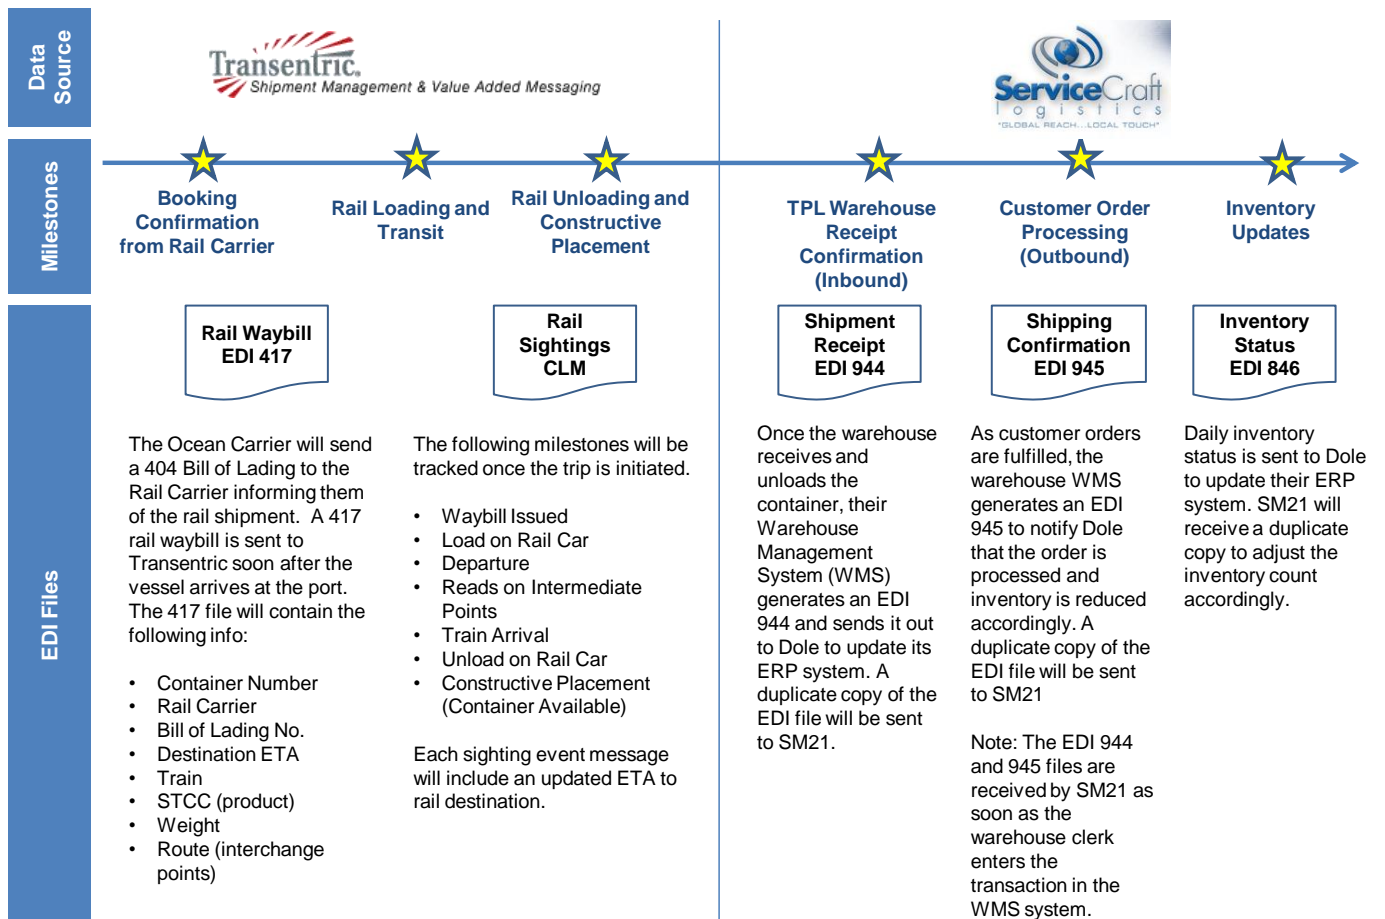 Data
Source
Transentric.
Shipment Management & Value Added Messaging
ServiceCraft
logistics
"GLOBAL REACH...LOCAL TOUCH"
Milestones
Booking
Confirmation
from Rail Carrier
Rail Loading and
Transit
Rail Unloading and
Constructive
Placement
TPL Warehouse
Receipt
Confirmation
(Inbound)
Customer Order
Processing
(Outbound)
Inventory
Updates
EDI Files
Rail Waybill
EDI 417
Rail
Sightings
CLM
Shipment
Receipt
EDI 944
Shipping
Confirmation
EDI 945
Inventory
Status
EDI 846
The Ocean Carrier will send
a 404 Bill of Lading to the
Rail Carrier informing them
of the rail shipment.  A 417
rail waybill is sent to
Transentric soon after the
vessel arrives at the port.
The 417 file will contain the
following info:
• Container Number
• Rail Carrier
• Bill of Lading No.
• Destination ETA
• Train
• STCC (product)
• Weight
• Route (interchange
points)
The following milestones will be
tracked once the trip is initiated.
• Waybill Issued
• Load on Rail Car
• Departure
• Reads on Intermediate
Points
• Train Arrival
• Unload on Rail Car
• Constructive Placement
(Container Available)
Each sighting event message
will include an updated ETA to
rail destination.
Once the warehouse
receives and
unloads the
container, their
Warehouse
Management
System (WMS)
generates an EDI
944 and sends it out
to Dole to update its
ERP system. A
duplicate copy of the
EDI file will be sent
to SM21.
As customer orders
are fulfilled, the
warehouse WMS
generates an EDI
945 to notify Dole
that the order is
processed and
inventory is reduced
accordingly. A
duplicate copy of the
EDI file will be sent
to SM21
Note: The EDI 944
and 945 files are
received by SM21 as
soon as the
warehouse clerk
enters the
transaction in the
WMS system.
Daily inventory
status is sent to Dole
to update their ERP
system. SM21 will
receive a duplicate
copy to adjust the
inventory count
accordingly.